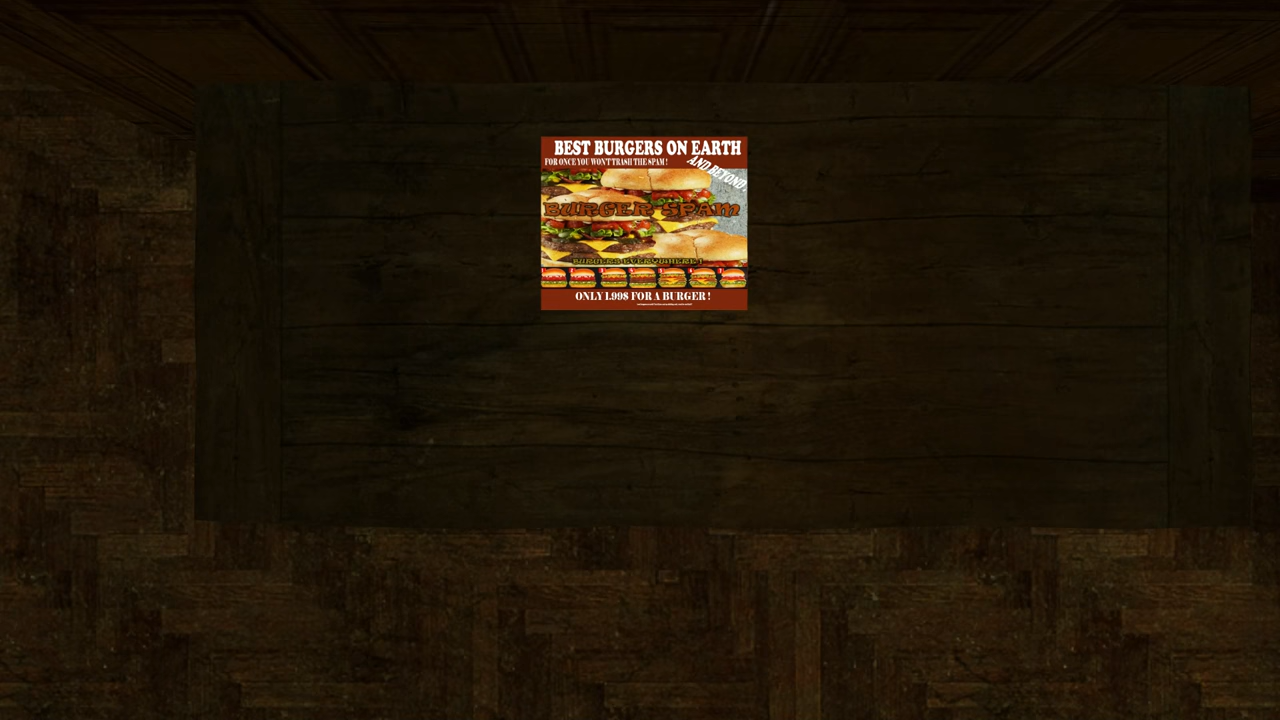 BEST BURGERS ON EARTH
FOR ONCE YOU WON'T TRASH THE SPAM !
AND BEYOND !
BURGER SPAM
BURGERS EVERYWHERE !
ONLY 1.99$ FOR A BURGER !